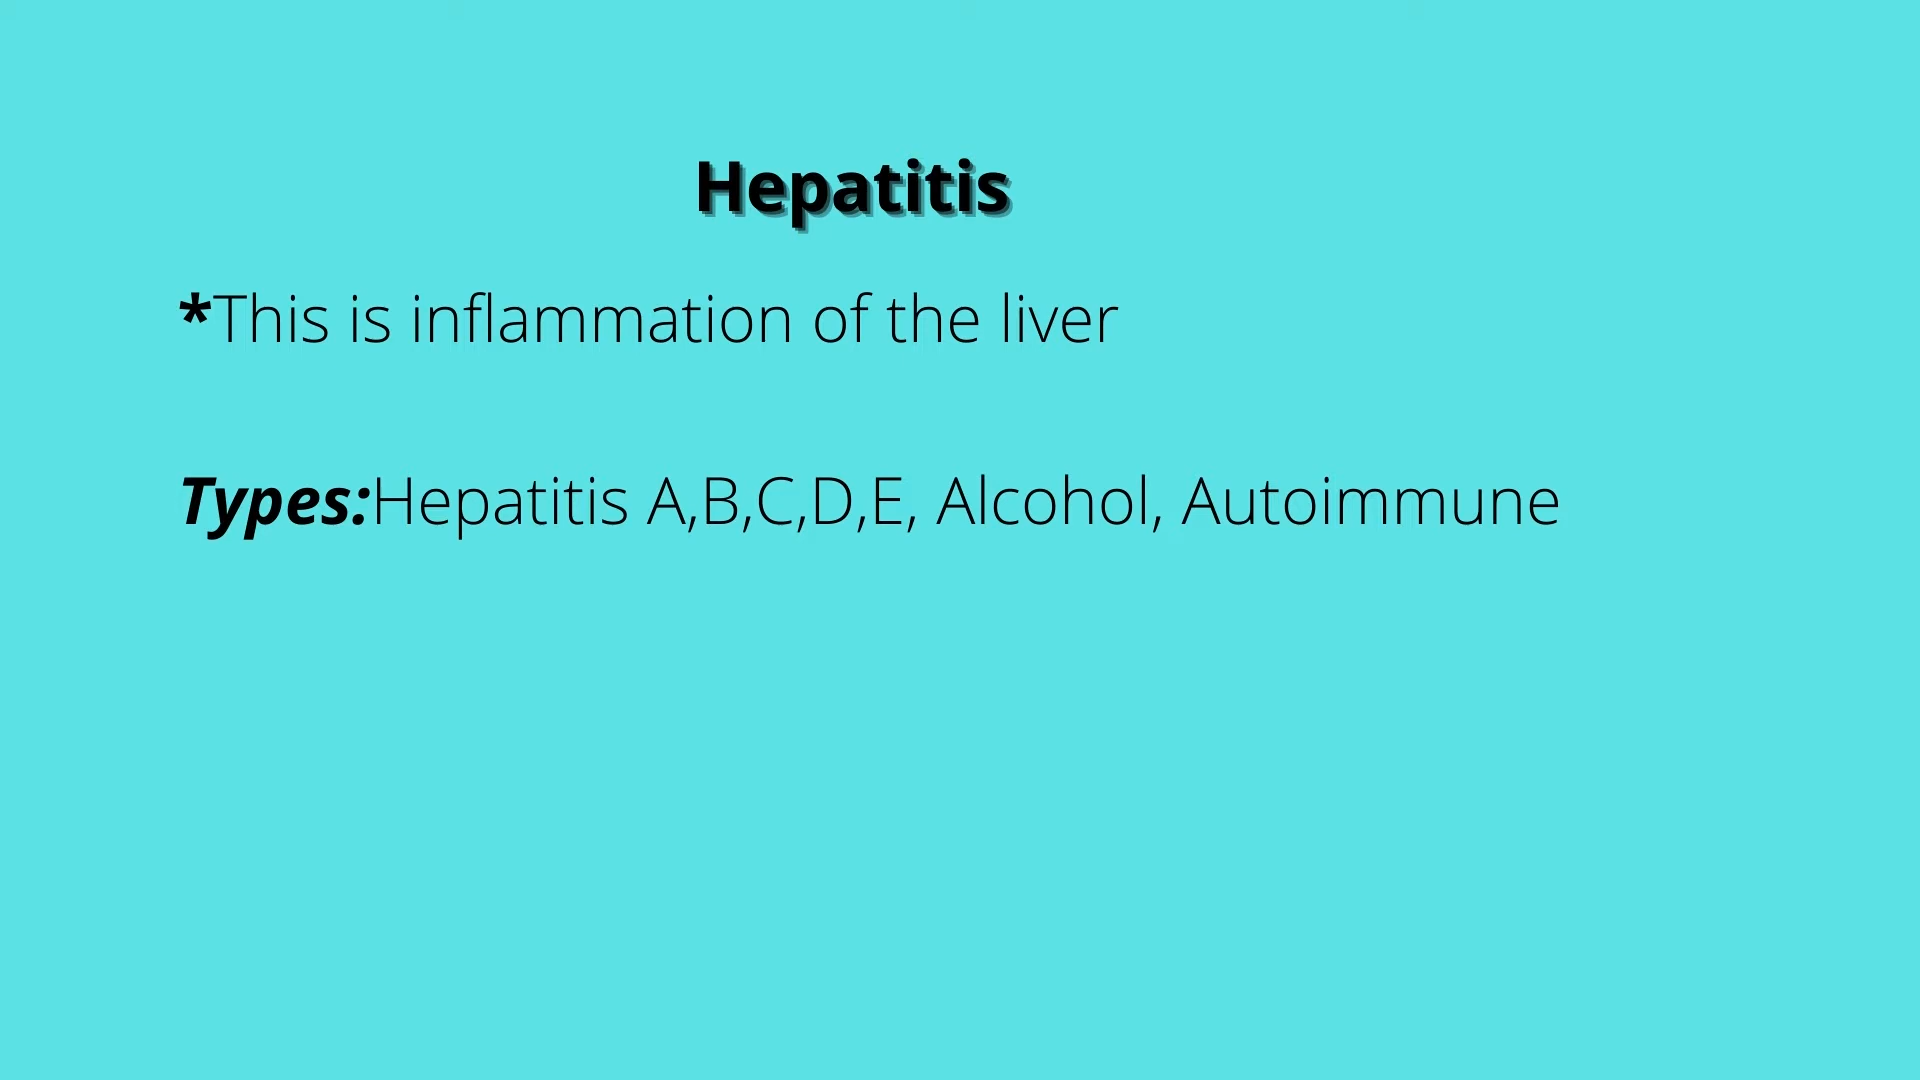 Hepatitis
*This is inflammation of the liver
Types:Hepatitis A,B,C,D,E, Alcohol, Autoimmune